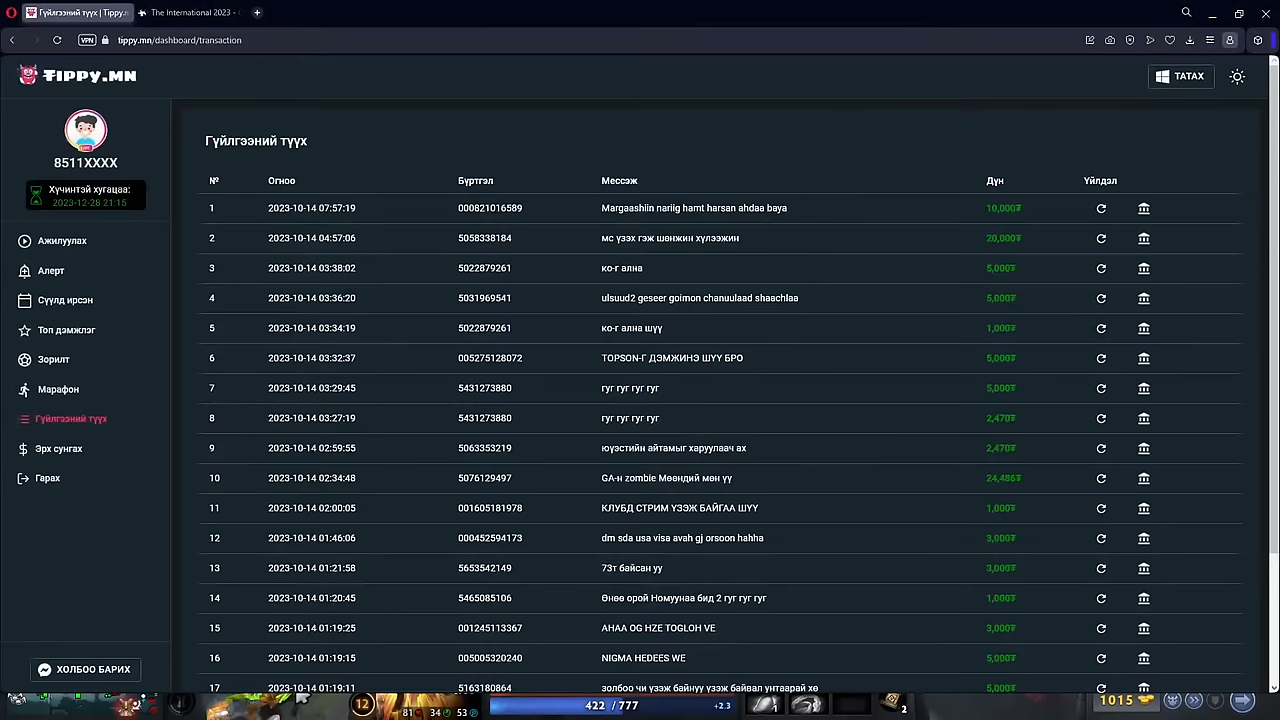 Гүйлгээний түүх | Tippy.n
The International 2023 -
VPN
tippy.mn/dashboard/transaction
TIPPY.MN
ТАТАХ
LIVE
8511XXXX
Хүчинтэй хугацаа:
2023-12-28 21:15
Ажилуулах
Алерт
Сүүлд ирсэн
Топ дэмжлэг
Зорилт
Марафон
Гүйлгээний түүх
Эрх сунгах
Гарах
ХОЛБОО БАРИХ
Гүйлгээний түүх
№ Огноо Бүртгэл Мессэж Дүн Үйлдэл
1 2023-10-14 07:57:19 000821016589 Margaashiin nariig hamt harsan ahdaa baya 10,000₮
2 2023-10-14 04:57:06 5058338184 мс үзэх гэж шөнжин хүлээжин 20,000₮
3 2023-10-14 03:38:02 5022879261 ко-г ална 5,000₮
4 2023-10-14 03:36:20 5031969541 ulsuud2 geseer goimon chanuulaad shaachlaa 5,000₮
5 2023-10-14 03:34:19 5022879261 ко-г ална шүү 1,000₮
6 2023-10-14 03:32:37 005275128072 TOPSON-Г ДЭМЖИНЭ ШҮҮ БРО 5,000₮
7 2023-10-14 03:29:45 5431273880 гуг гуг гуг гуг 5,000₮
8 2023-10-14 03:27:19 5431273880 гуг гуг гуг гуг 2,470₮
9 2023-10-14 02:59:55 5063353219 юүэстийн айтамыг харуулаач ах 2,470₮
10 2023-10-14 02:34:48 5076129497 GA-н zombie Мөөндий мөн үү 24,486₮
11 2023-10-14 02:00:05 001605181978 КЛУБД СТРИМ ҮЗЭЖ БАЙГАА ШҮҮ 1,000₮
12 2023-10-14 01:46:06 000452594173 dm sda usa visa avah gj orsoon hahha 3,000₮
13 2023-10-14 01:21:58 5653542149 73т байсан уу 3,000₮
14 2023-10-14 01:20:45 5465085106 Өнөө орой Номуунаа бид 2 гуг гуг гуг 1,000₮
15 2023-10-14 01:19:25 001245113367 AHAA OG HZE TOGLOH VE 3,000₮
16 2023-10-14 01:19:15 005005320240 NIGMA HEDEES WE 5,000₮
17 2023-10-14 01:19:11 5163180864 золбоо чи үзэж байнуу үзэж байвал унтаарай хө 5,000₮
12 81 34 53 422 / 777 +2.3 2 1015